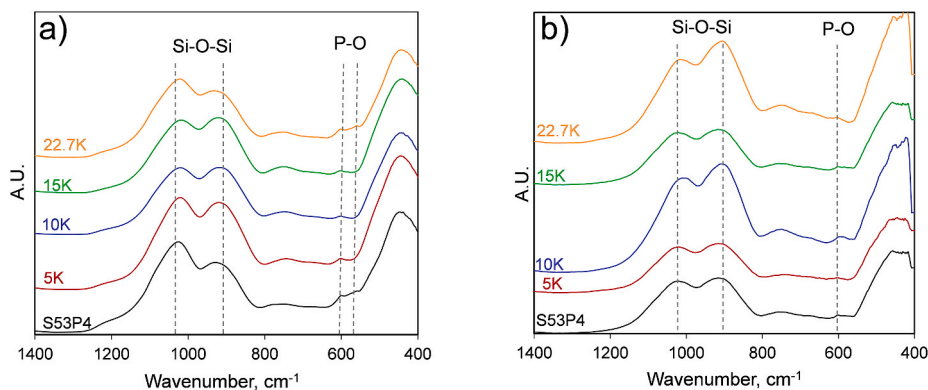 a)
Si-O-Si
P-O
22.7K
15K
10K
5K
S53P4
A.U.
1400 1200 1000 800 600 400
Wavenumber, cm⁻¹
b)
Si-O-Si
P-O
22.7K
15K
10K
5K
S53P4
A.U.
1400 1200 1000 800 600 400
Wavenumber, cm⁻¹